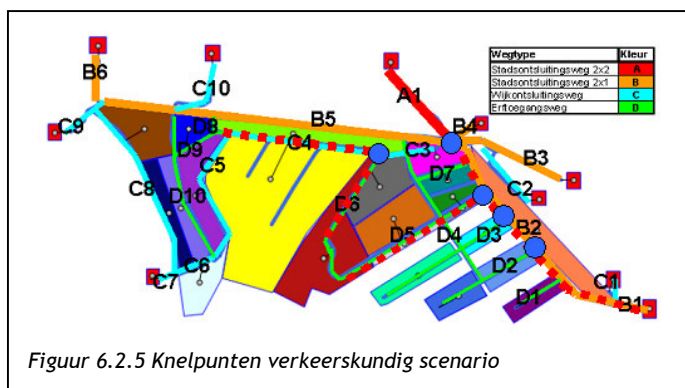 Wegtype Kleur
Stadsontsluitingsweg 2x2 A
Stadsontsluitingsweg 2x1 B
Wijkontsluitingsweg C
Erftoegangsweg D
B6
C10
A1
B5
B4
C9
D8
C4
C3
B3
D9
C5
D7
C2
C8
D10
D6
D4
D3
B2
D5
D2
C6
C7
D1
C1
B1
Figuur 6.2.5 Knelpunten verkeerskundig scenario